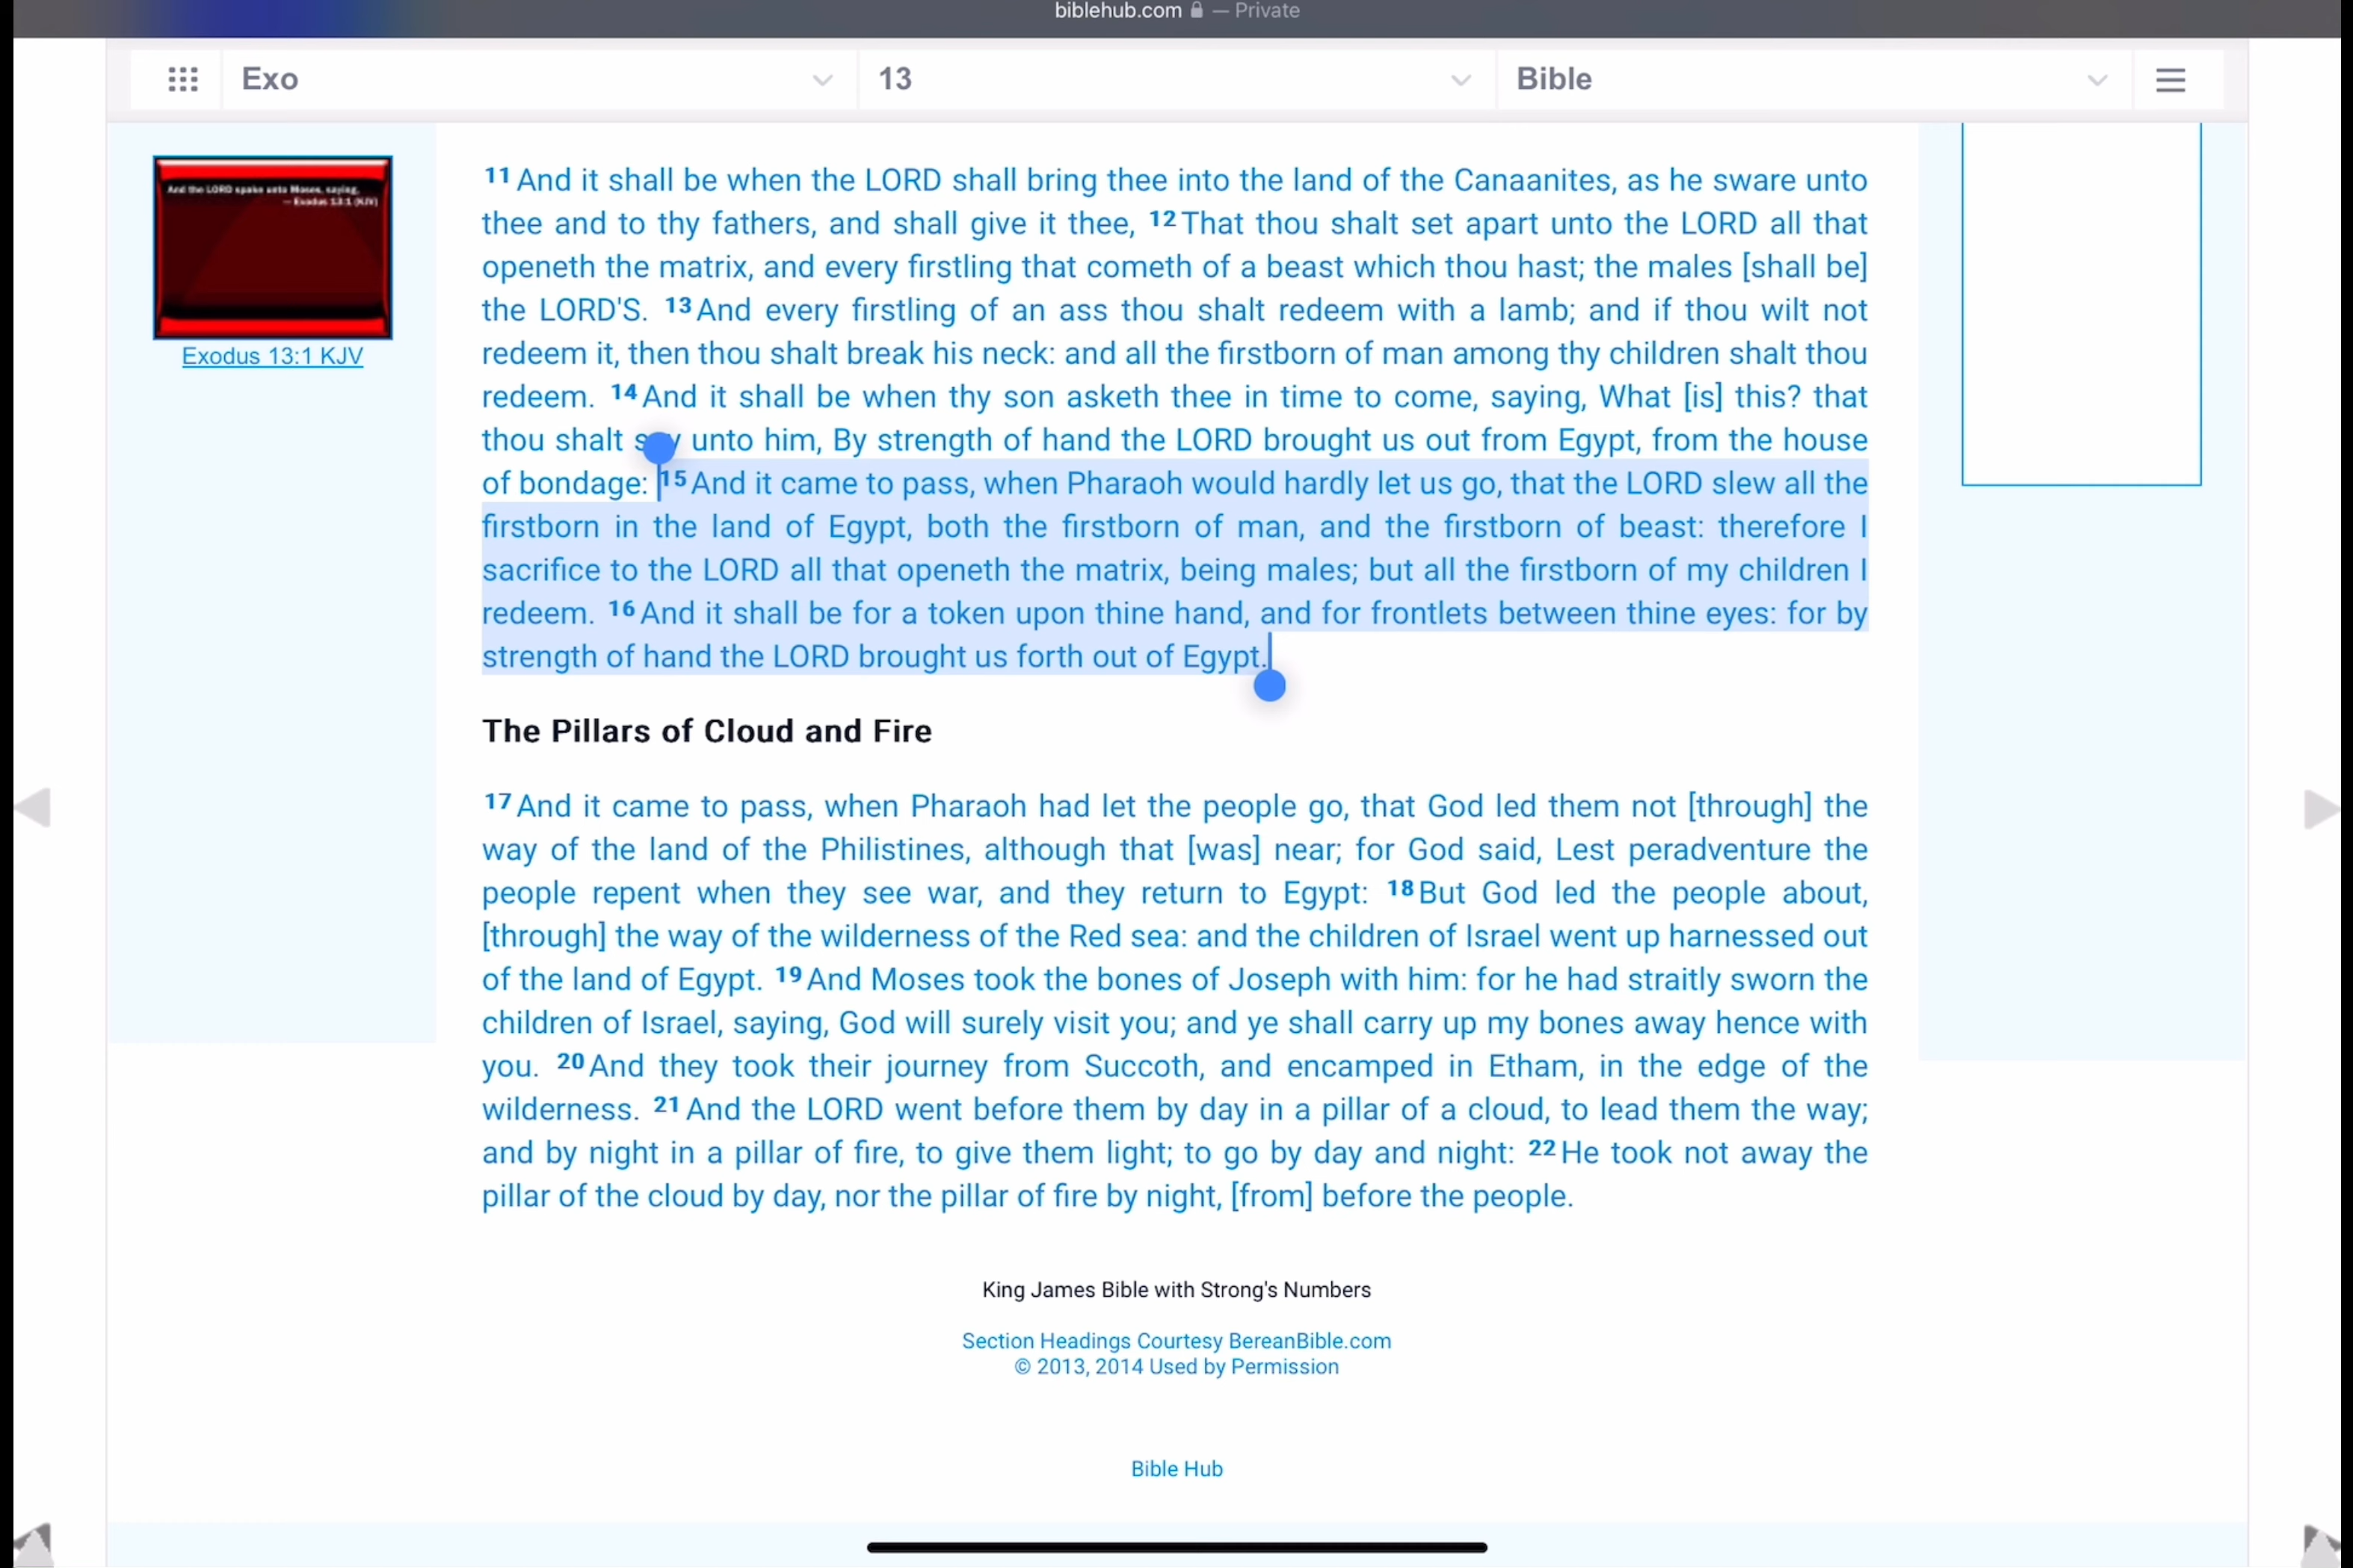 biblehub.com — Private
Exo 13 Bible
And the LORD spake unto Moses, saying,
— Exodus 13:1 (KJV)
Exodus 13:1 KJV
11 And it shall be when the LORD shall bring thee into the land of the Canaanites, as he sware unto
thee and to thy fathers, and shall give it thee, 12 That thou shalt set apart unto the LORD all that
openeth the matrix, and every firstling that cometh of a beast which thou hast; the males [shall be]
the LORD'S. 13 And every firstling of an ass thou shalt redeem with a lamb; and if thou wilt not
redeem it, then thou shalt break his neck: and all the firstborn of man among thy children shalt thou
redeem. 14 And it shall be when thy son asketh thee in time to come, saying, What [is] this? that
thou shalt say unto him, By strength of hand the LORD brought us out from Egypt, from the house
of bondage: 15 And it came to pass, when Pharaoh would hardly let us go, that the LORD slew all the
firstborn in the land of Egypt, both the firstborn of man, and the firstborn of beast: therefore I
sacrifice to the LORD all that openeth the matrix, being males; but all the firstborn of my children I
redeem. 16 And it shall be for a token upon thine hand, and for frontlets between thine eyes: for by
strength of hand the LORD brought us forth out of Egypt.
The Pillars of Cloud and Fire
17 And it came to pass, when Pharaoh had let the people go, that God led them not [through] the
way of the land of the Philistines, although that [was] near; for God said, Lest peradventure the
people repent when they see war, and they return to Egypt: 18 But God led the people about,
[through] the way of the wilderness of the Red sea: and the children of Israel went up harnessed out
of the land of Egypt. 19 And Moses took the bones of Joseph with him: for he had straitly sworn the
children of Israel, saying, God will surely visit you; and ye shall carry up my bones away hence with
you. 20 And they took their journey from Succoth, and encamped in Etham, in the edge of the
wilderness. 21 And the LORD went before them by day in a pillar of a cloud, to lead them the way;
and by night in a pillar of fire, to give them light; to go by day and night: 22 He took not away the
pillar of the cloud by day, nor the pillar of fire by night, [from] before the people.
King James Bible with Strong's Numbers
Section Headings Courtesy BereanBible.com
© 2013, 2014 Used by Permission
Bible Hub